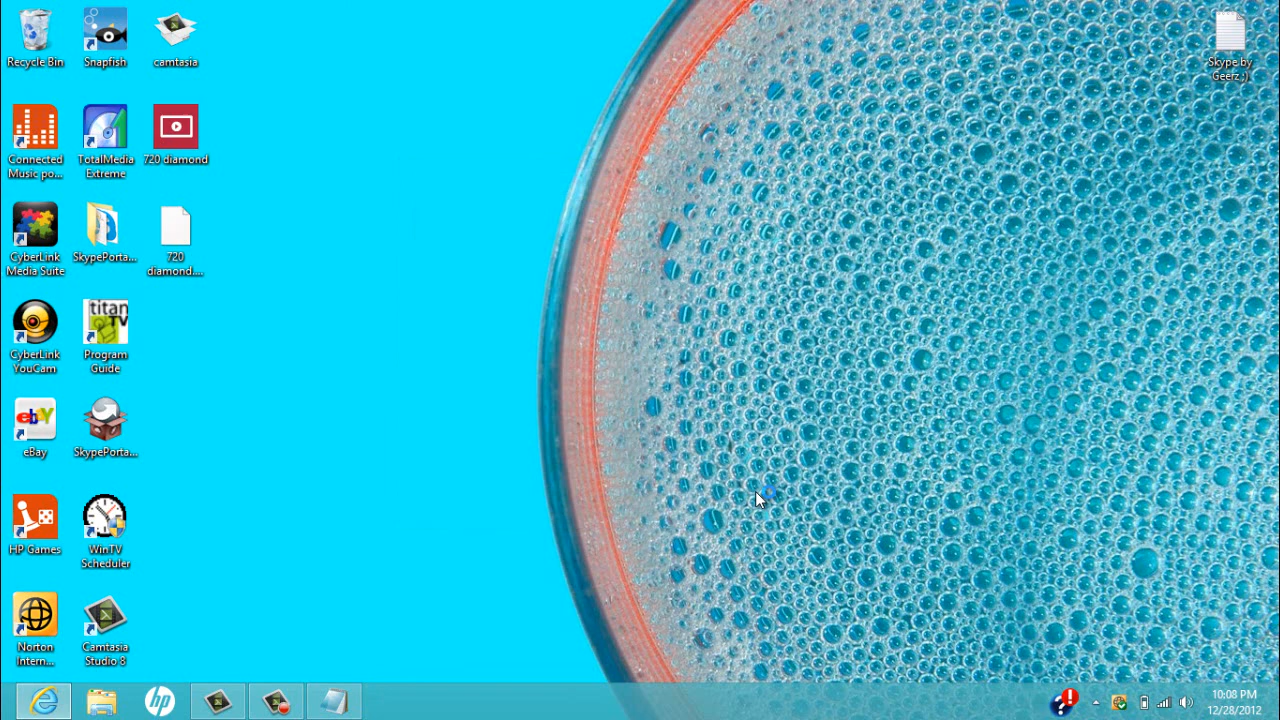 Recycle Bin
Snapfish
camtasia
Skype by
Geerz ;)
Connected
Music po...
TotalMedia
Extreme
720 diamond
CyberLink
Media Suite
SkypePorta...
720
diamond....
CyberLink
YouCam
titan
TV
Program
Guide
ebY
eBay
SkypePorta...
HP Games
WinTV
Scheduler
Norton
Intern...
Camtasia
Studio 8
hp
10:08 PM
12/28/2012